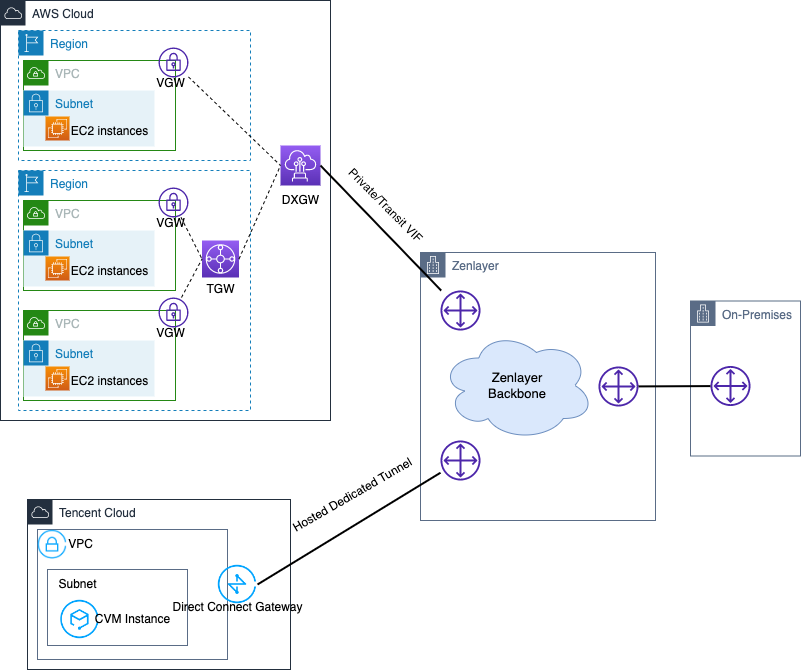 AWS Cloud
Region
VPC
VGW
Subnet
EC2 instances
DXGW
Private/Transit VIF
Region
VPC
VGW
Subnet
EC2 instances
TGW
VPC
VGW
Subnet
EC2 instances
Zenlayer
Zenlayer
Backbone
On-Premises
Hosted Dedicated Tunnel
Tencent Cloud
VPC
Subnet
CVM Instance
Direct Connect Gateway